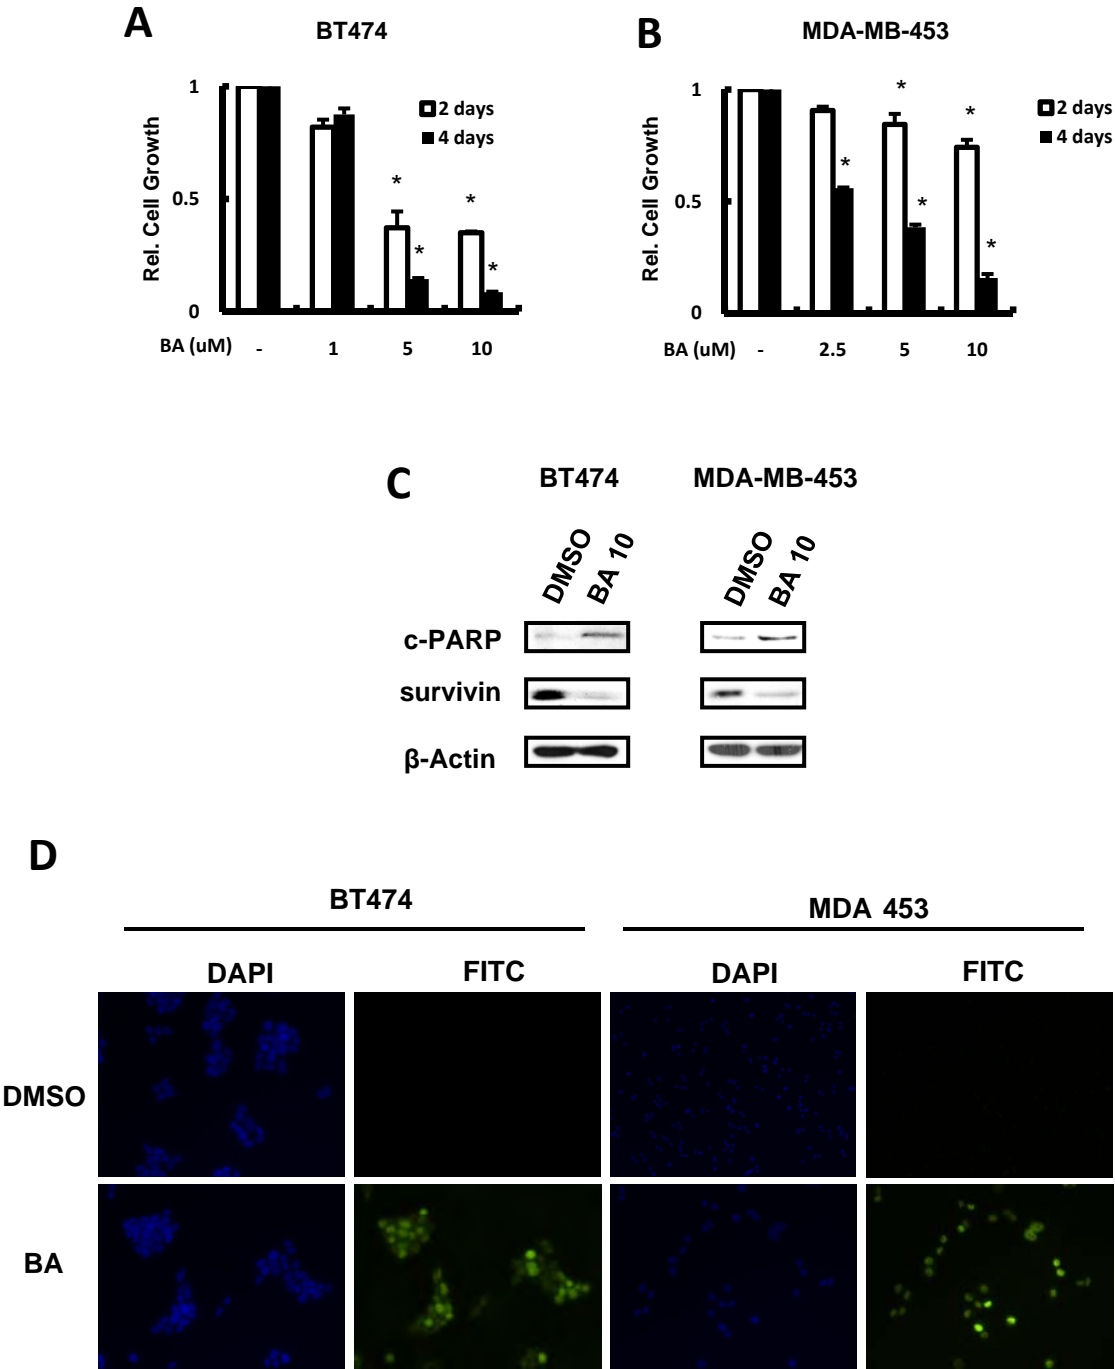 A
BT474
Rel. Cell Growth
1
0.5
0
2 days
4 days
*
*
*
*
BA (uM) - 1 5 10
B
MDA-MB-453
Rel. Cell Growth
1
0.5
0
2 days
4 days
*
*
*
*
*
BA (uM) - 2.5 5 10
C
BT474 MDA-MB-453
DMSO BA 10 DMSO BA 10
c-PARP
survivin
β-Actin
D
BT474 MDA 453
DAPI FITC DAPI FITC
DMSO
BA